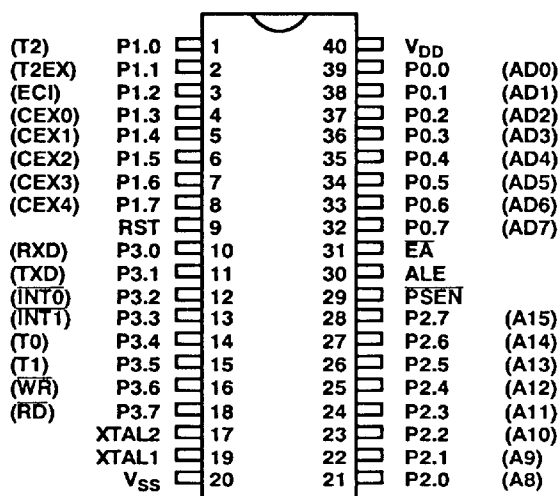 (T2) P1.0 1 40 VDD
(T2EX) P1.1 2 39 P0.0 (AD0)
(ECI) P1.2 3 38 P0.1 (AD1)
(CEX0) P1.3 4 37 P0.2 (AD2)
(CEX1) P1.4 5 36 P0.3 (AD3)
(CEX2) P1.5 6 35 P0.4 (AD4)
(CEX3) P1.6 7 34 P0.5 (AD5)
(CEX4) P1.7 8 33 P0.6 (AD6)
RST 9 32 P0.7 (AD7)
(RXD) P3.0 10 31 EA
(TXD) P3.1 11 30 ALE
(INT0) P3.2 12 29 PSEN
(INT1) P3.3 13 28 P2.7 (A15)
(T0) P3.4 14 27 P2.6 (A14)
(T1) P3.5 15 26 P2.5 (A13)
(WR) P3.6 16 25 P2.4 (A12)
(RD) P3.7 18 24 P2.3 (A11)
XTAL2 17 23 P2.2 (A10)
XTAL1 19 22 P2.1 (A9)
VSS 20 21 P2.0 (A8)